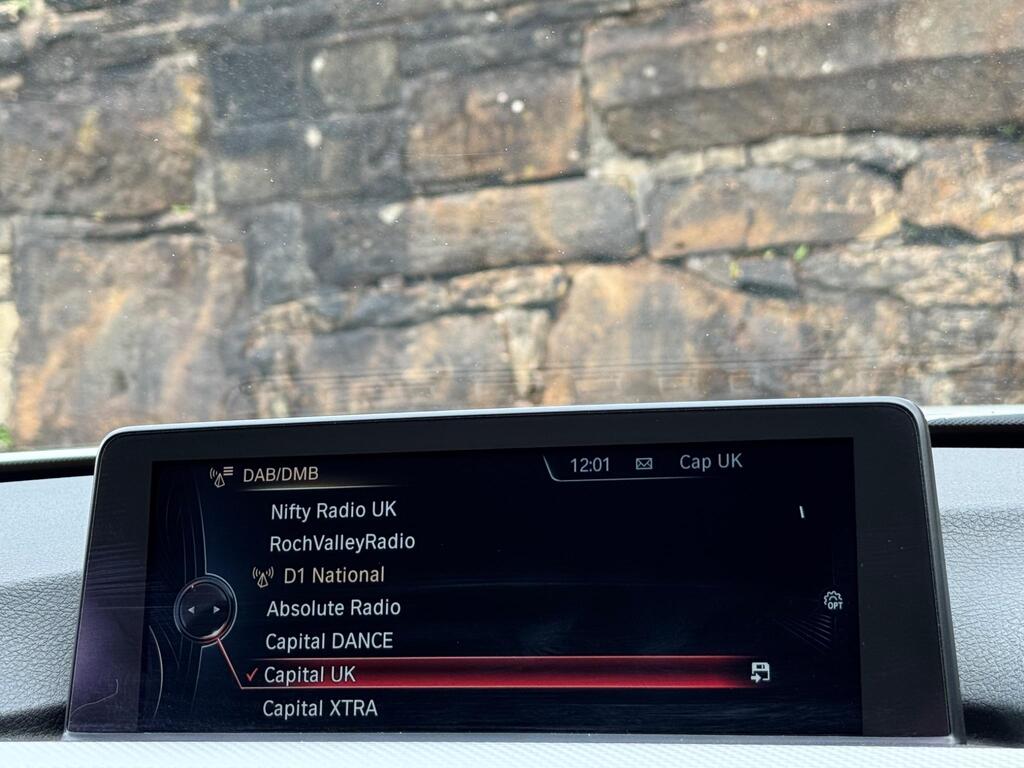 DAB/DMB 12:01 Cap UK
Nifty Radio UK
RochValleyRadio
D1 National
Absolute Radio
OPT
Capital DANCE
Capital UK
Capital XTRA